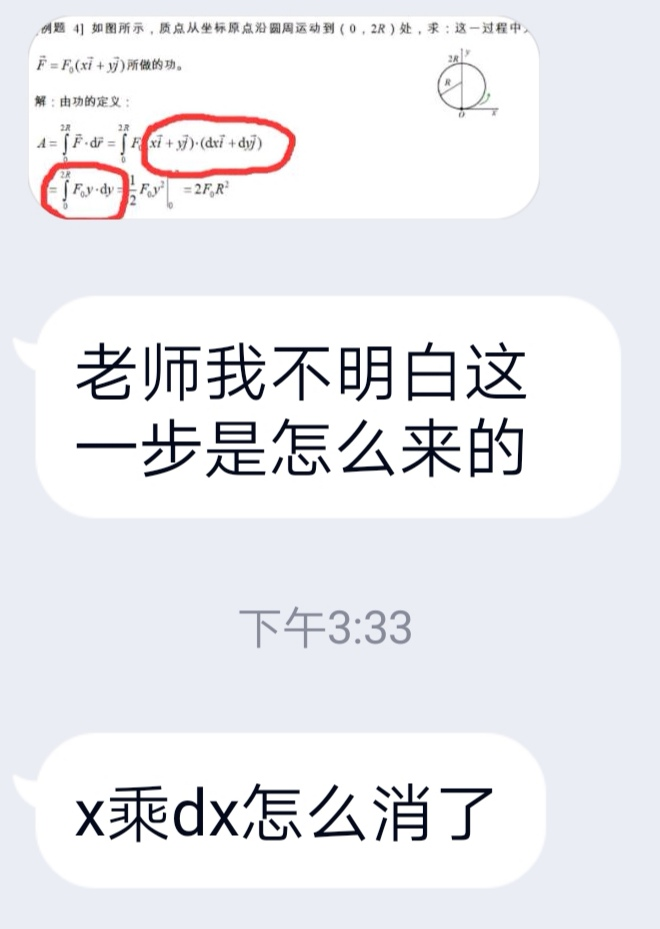 例题 4] 如图所示，质点从坐标原点沿圆周运动到（0，2R）处，求：这一过程中
F⃗ = F₀(xi⃗ + yj⃗)所做的功。
2R y
R
O x
解：由功的定义：
A = ∫₀²ᴿ F⃗·dr⃗ = ∫₀²ᴿ F (xi⃗ + yj⃗)·(dxi⃗ + dyj⃗)
= ∫₀²ᴿ F₀y·dy = 1/2 F₀y² |₀ = 2F₀R²
老师我不明白这
一步是怎么来的
下午3:33
x乘dx怎么消了